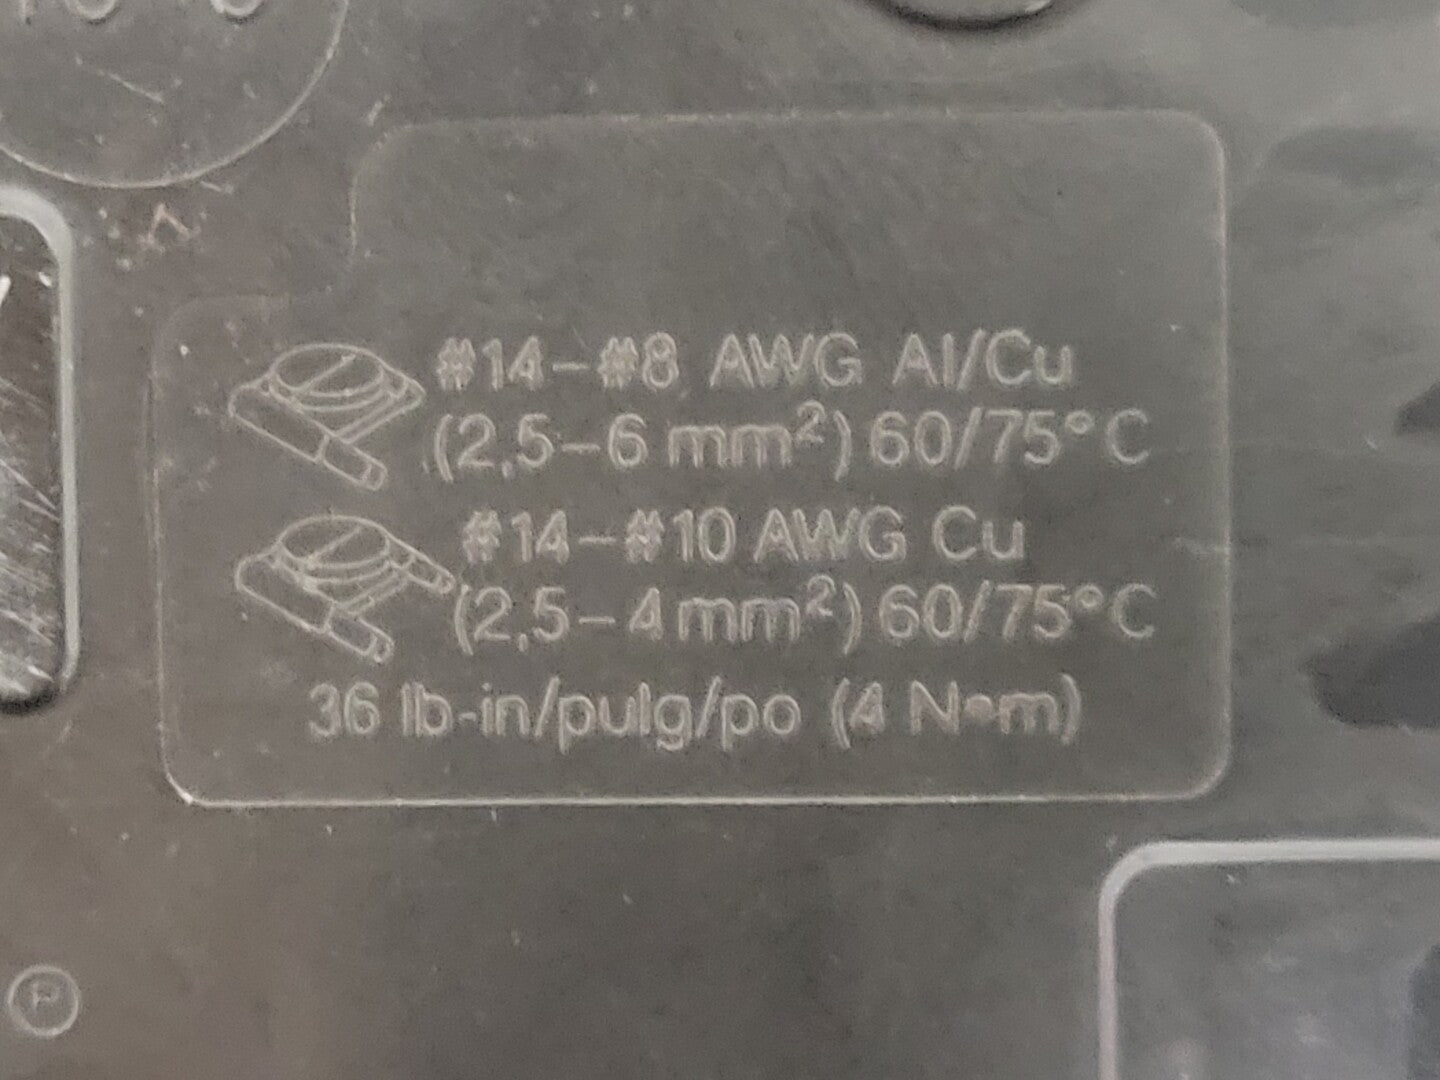 #14–#8 AWG Al/Cu
(2,5–6 mm²) 60/75°C
#14–#10 AWG Cu
(2,5–4 mm²) 60/75°C
36 lb-in/pulg/po (4 N•m)
P